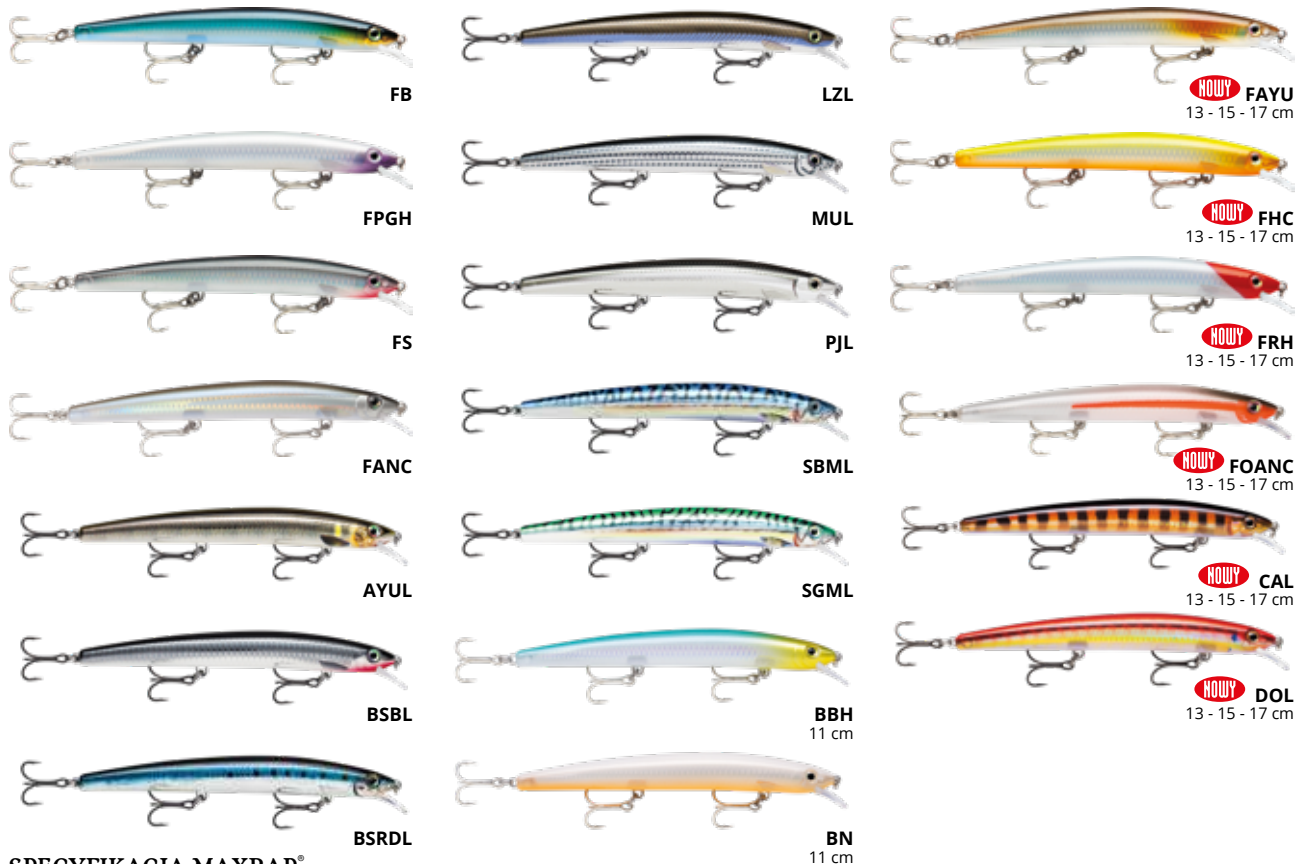 FB
FPGH
FS
FANC
AYUL
BSBL
BSRDL
LZL
MUL
PJL
SBML
SGML
BBH
11 cm
BN
11 cm
NOWY FAYU
13 - 15 - 17 cm
NOWY FHC
13 - 15 - 17 cm
NOWY FRH
13 - 15 - 17 cm
NOWY FOANC
13 - 15 - 17 cm
NOWY CAL
13 - 15 - 17 cm
NOWY DOL
13 - 15 - 17 cm
SPECYFIKACJA MAXRAP®